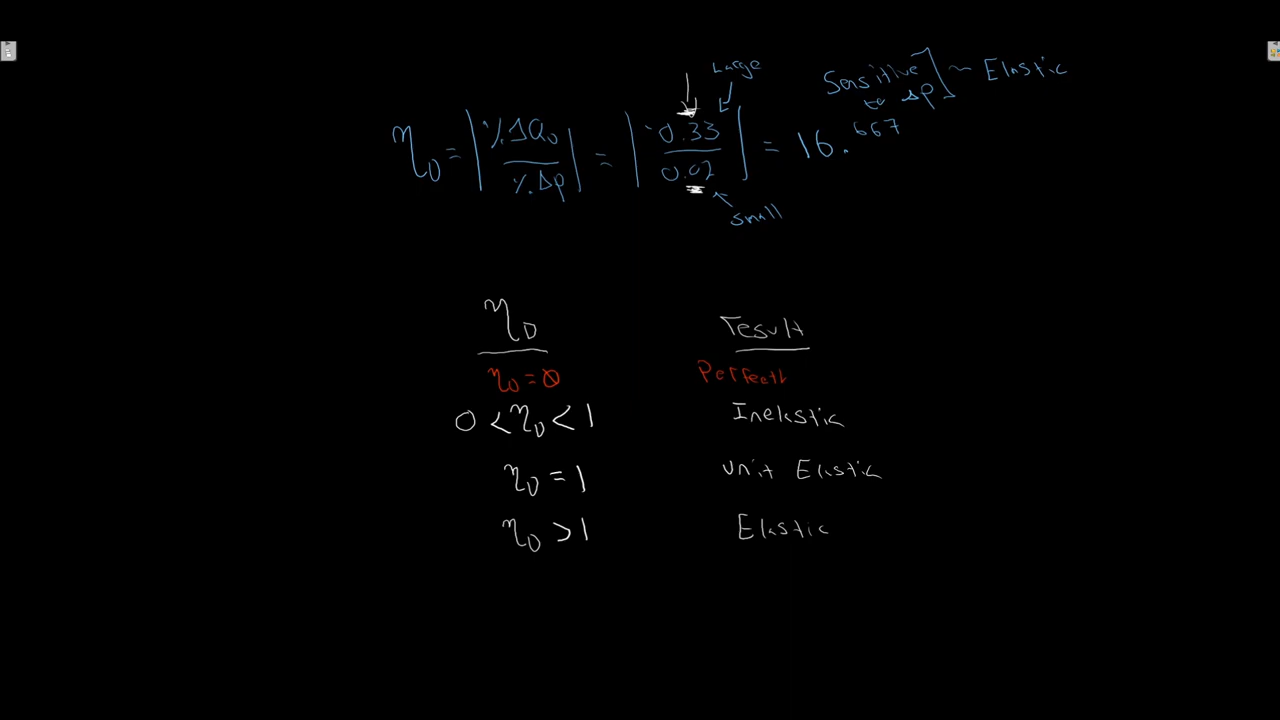 Large
Sensitive ~ Elastic
to Δp
η_D = |%ΔQ_D / %Δp| = |-0.33 / 0.02| = 16.667
small
η_D result
η_D = 0 Perfectl
0 < η_D < 1 Inelastic
η_D = 1 unit Elastic
η_D > 1 Elastic